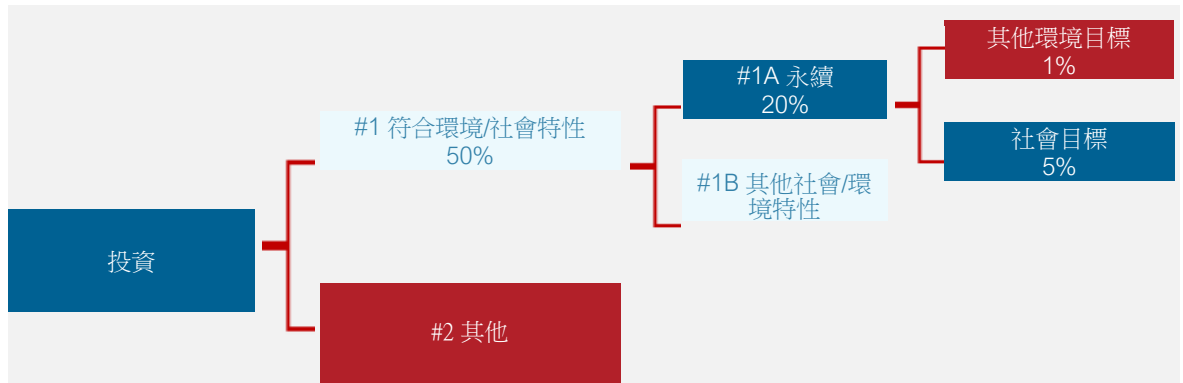 其他環境目標
1%
#1A 永續
20%
#1 符合環境/社會特性
50%
社會目標
5%
#1B 其他社會/環
境特性
投資
#2 其他